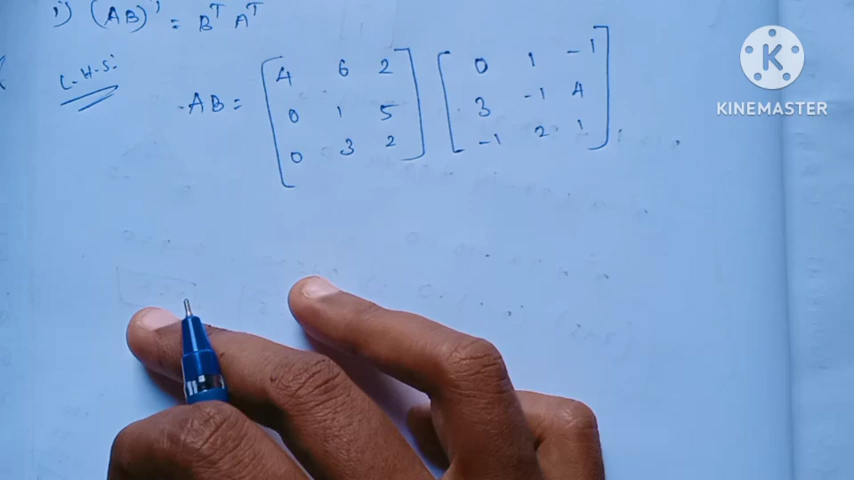 i) (AB)ᵀ = Bᵀ Aᵀ
L.H.S:
AB = [ 4 6 2 ] [ 0 1 -1 ]
[ 0 1 5 ] [ 3 -1 4 ]
[ 0 3 2 ] [ -1 2 1 ]
K
KINEMASTER